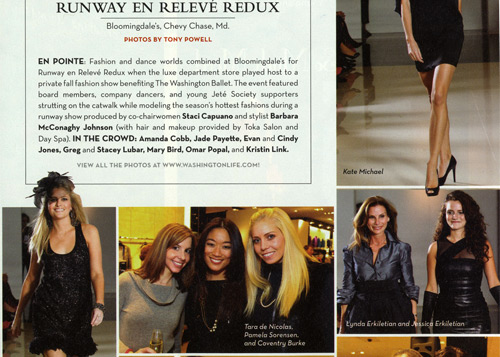 RUNWAY EN RELEVÉ REDUX
Bloomingdale's, Chevy Chase, Md.
PHOTOS BY TONY POWELL
EN POINTE: Fashion and dance worlds combined at Bloomingdale's for
Runway en Relevé Redux when the luxe department store played host to a
private fall fashion show benefiting The Washington Ballet. The event featured
board members, company dancers, and young Jeté Society supporters
strutting on the catwalk while modeling the season's hottest fashions during a
runway show produced by co-chairwomen Staci Capuano and stylist Barbara
McConaghy Johnson (with hair and makeup provided by Toka Salon and
Day Spa). IN THE CROWD: Amanda Cobb, Jade Payette, Evan and Cindy
Jones, Greg and Stacey Lubar, Mary Bird, Omar Popal, and Kristin Link.
VIEW ALL THE PHOTOS AT WWW.WASHINGTONLIFE.COM!
Kate Michael
Tara de Nicolas,
Pamela Sorensen,
and Coventry Burke
Lynda Erkiletian and Jessica Erkiletian